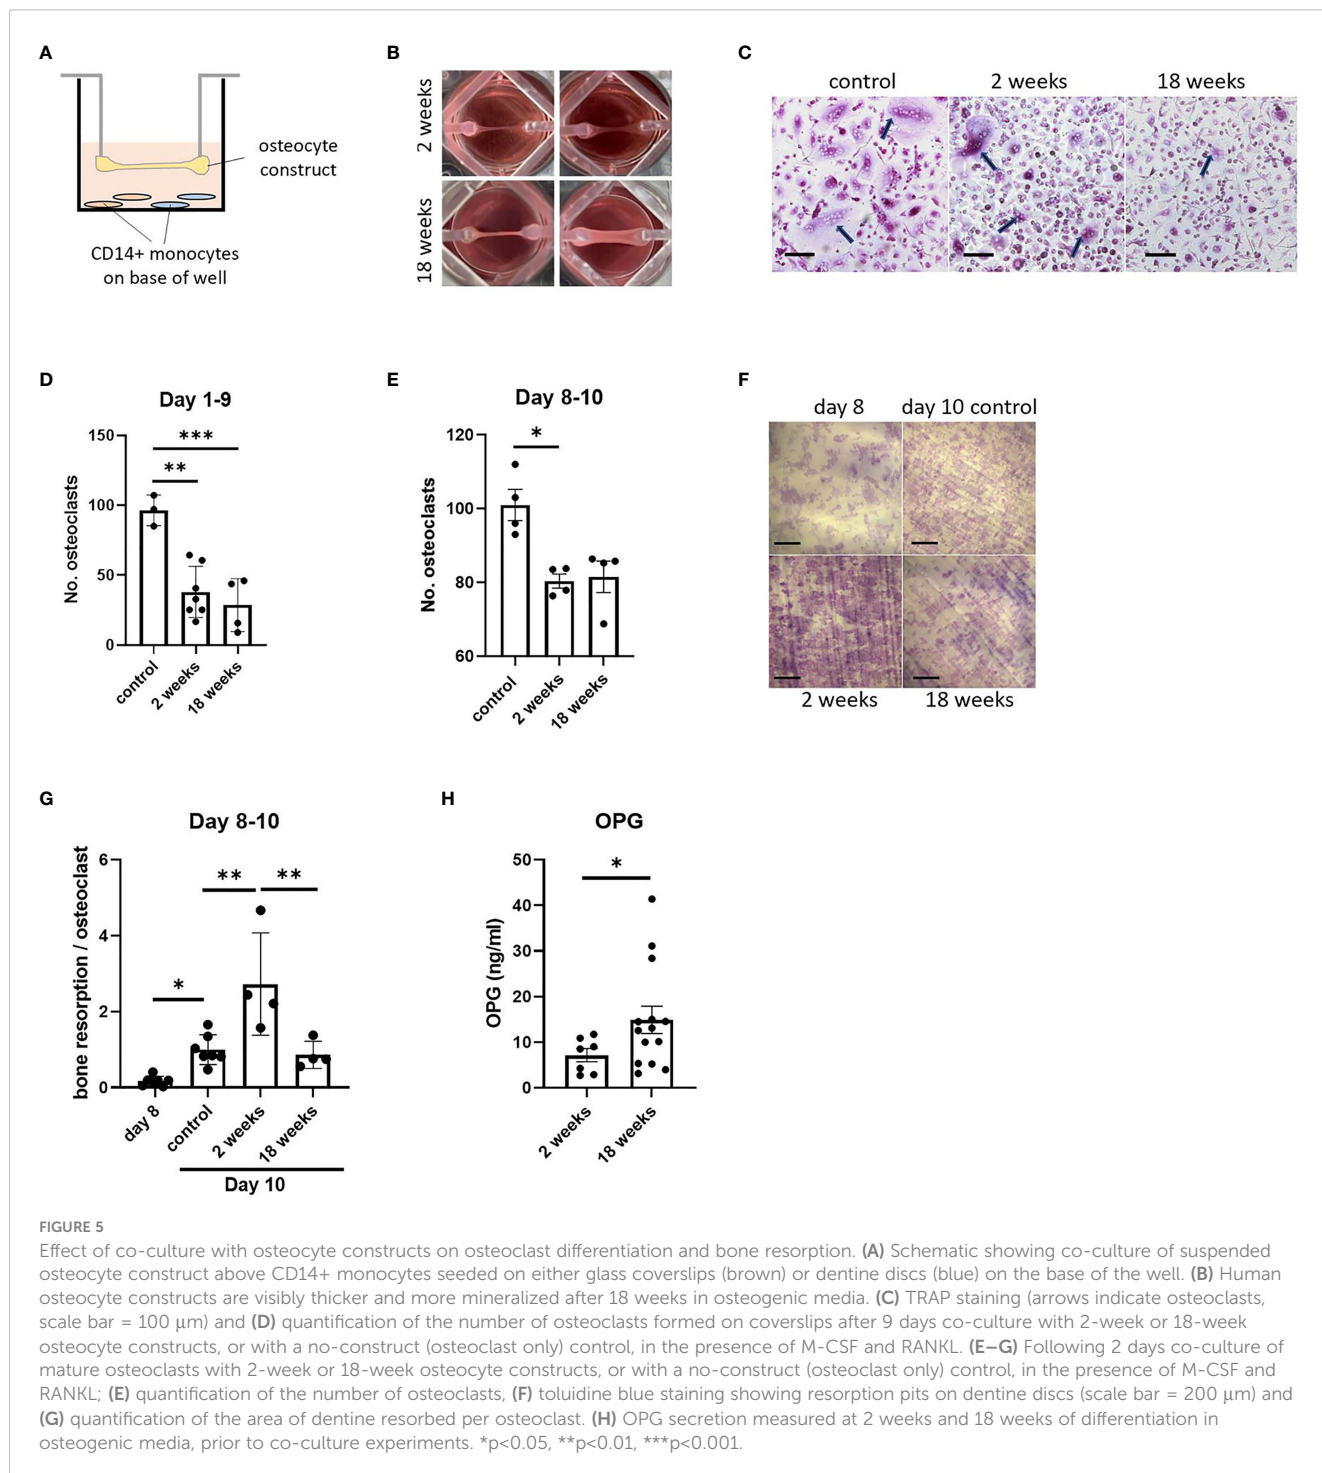 A
osteocyte
construct
CD14+ monocytes
on base of well
B
2 weeks
18 weeks
C
control
2 weeks
18 weeks
D
Day 1-9
***
**
No. osteoclasts
150
100
50
0
control
2 weeks
18 weeks
E
Day 8-10
*
No. osteoclasts
120
100
80
60
control
2 weeks
18 weeks
F
day 8
day 10 control
2 weeks
18 weeks
G
Day 8-10
bone resorption / osteoclast
6
4
2
0
*
**
**
day 8
control
2 weeks
18 weeks
Day 10
H
OPG
*
OPG (ng/ml)
50
40
30
20
10
0
2 weeks
18 weeks
FIGURE 5
Effect of co-culture with osteocyte constructs on osteoclast differentiation and bone resorption. (A) Schematic showing co-culture of suspended
osteocyte construct above CD14+ monocytes seeded on either glass coverslips (brown) or dentine discs (blue) on the base of the well. (B) Human
osteocyte constructs are visibly thicker and more mineralized after 18 weeks in osteogenic media. (C) TRAP staining (arrows indicate osteoclasts,
scale bar = 100 μm) and (D) quantification of the number of osteoclasts formed on coverslips after 9 days co-culture with 2-week or 18-week
osteocyte constructs, or with a no-construct (osteoclast only) control, in the presence of M-CSF and RANKL. (E–G) Following 2 days co-culture of
mature osteoclasts with 2-week or 18-week osteocyte constructs, or with a no-construct (osteoclast only) control, in the presence of M-CSF and
RANKL; (E) quantification of the number of osteoclasts, (F) toluidine blue staining showing resorption pits on dentine discs (scale bar = 200 μm) and
(G) quantification of the area of dentine resorbed per osteoclast. (H) OPG secretion measured at 2 weeks and 18 weeks of differentiation in
osteogenic media, prior to co-culture experiments. *p<0.05, **p<0.01, ***p<0.001.